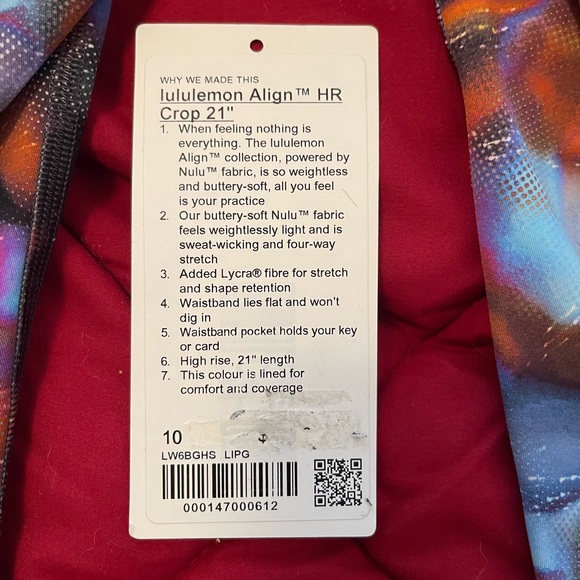 WHY WE MADE THIS
lululemon Align™ HR
Crop 21"
1. When feeling nothing is
everything. The lululemon
Align™ collection, powered by
Nulu™ fabric, is so weightless
and buttery-soft, all you feel
is your practice
2. Our buttery-soft Nulu™ fabric
feels weightlessly light and is
sweat-wicking and four-way
stretch
3. Added Lycra® fibre for stretch
and shape retention
4. Waistband lies flat and won't
dig in
5. Waistband pocket holds your key
or card
6. High rise, 21" length
7. This colour is lined for
comfort and coverage
10
LW6BGHS LIPG
000147000612